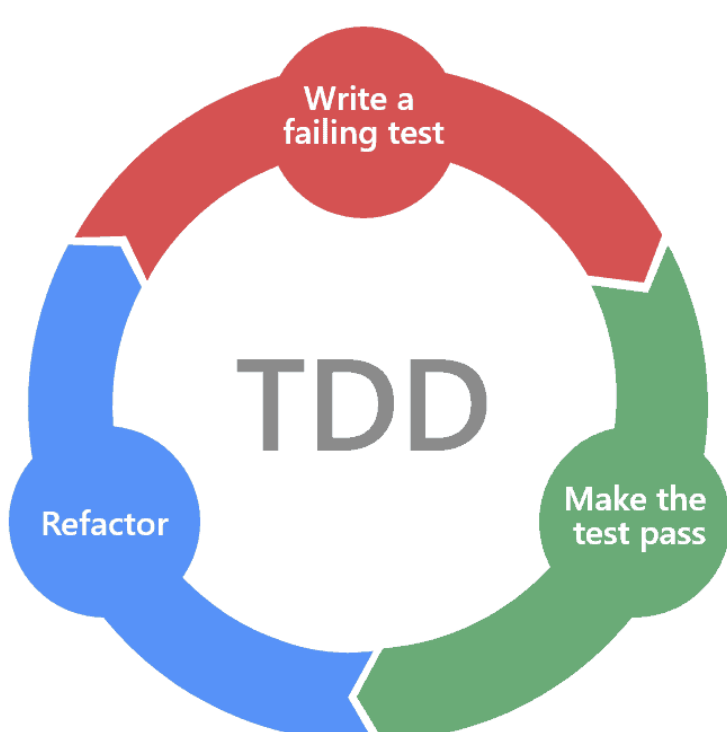 Write a
failing test
TDD
Refactor
Make the
test pass